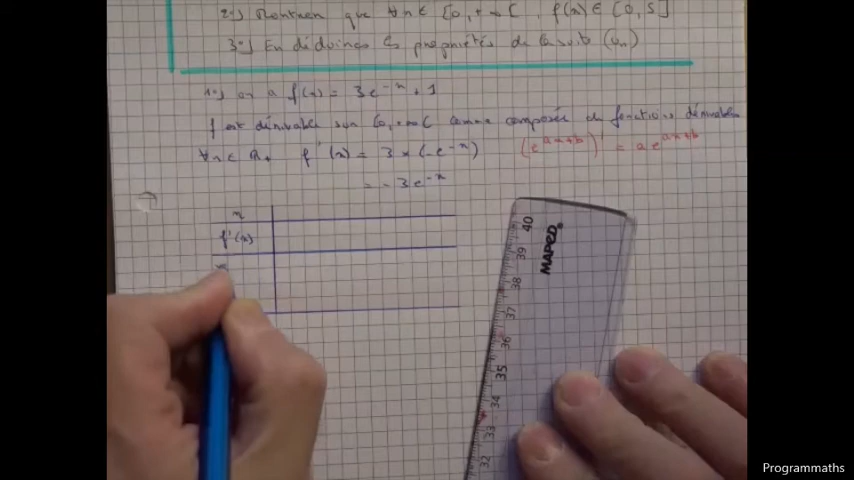 2°) Montrer que ∀x ∈ [0,+∞[, f(x) ∈ [0,5]
3°) En déduire les propriétés de la suite (Un)
1°) on a f(x) = 3e^{-x} + 1
f est dérivable sur [0,+∞[ comme composée de fonctions dérivables
∀x ∈ R+ f'(x) = 3 × (-e^{-x}) (e^{ax+b})' = a e^{ax+b}
= -3e^{-x}
x
f'(x)
MAPED
40
39
38
37
36
35
34
33
32
Programmaths